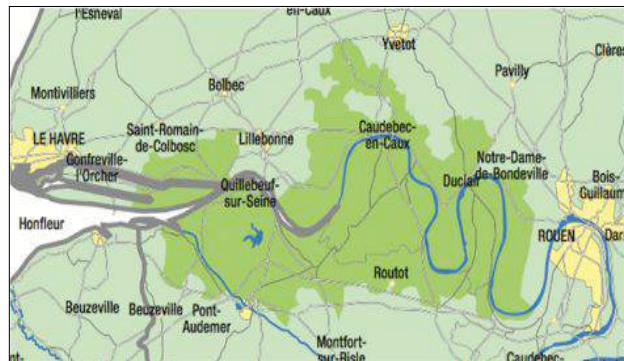 l'Esneval
en-Caux
Yvetot
Clères
Montivilliers
Bolbec
Pavilly
LE HAVRE
Saint-Romain-
de-Colbosc
Lillebonne
Caudebec-
en-Caux
Gonfreville-
l'Orcher
Notre-Dame-
de-Bondeville
Quillebeuf-
sur-Seine
Duclair
Bois-
Guillaum
Honfleur
ROUEN
Dar
Routot
Beuzeville
Beuzeville
Pont-
Audemer
Montfort-
sur-Risle
Caudebec-
nt-